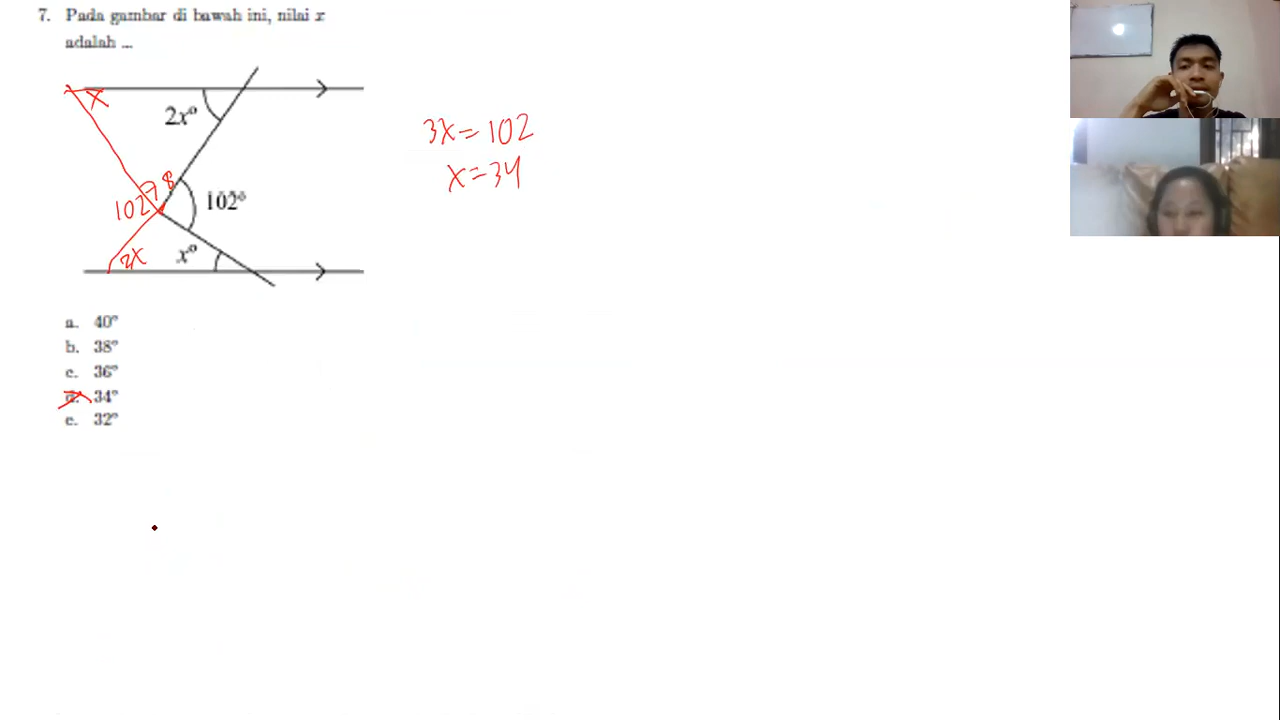 7. Pada gambar di bawah ini, nilai x
adalah ...
x
2x°
3x = 102
x = 34
78
102
102°
2x
x°
a. 40°
b. 38°
c. 36°
d. 34°
e. 32°